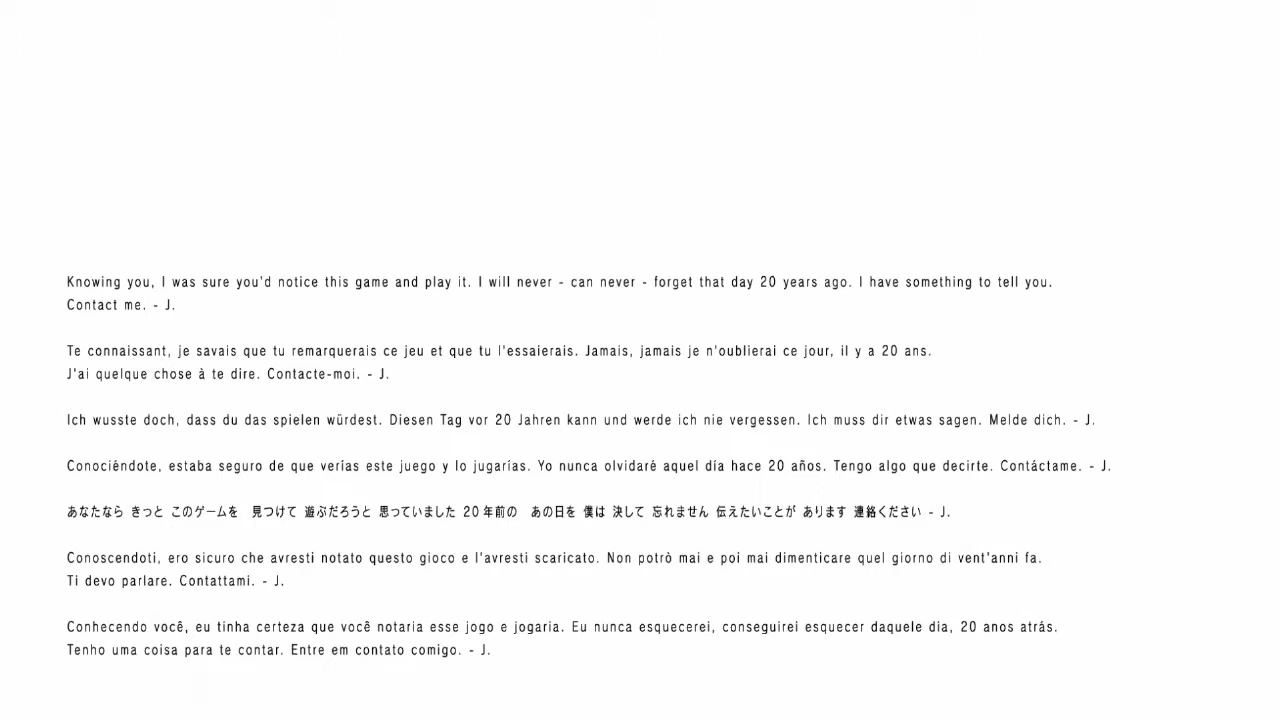 Knowing you, I was sure you'd notice this game and play it. I will never - can never - forget that day 20 years ago. I have something to tell you.
Contact me. - J.
Te connaissant, je savais que tu remarquerais ce jeu et que tu l'essaierais. Jamais, jamais je n'oublierai ce jour, il y a 20 ans.
J'ai quelque chose à te dire. Contacte-moi. - J.
Ich wusste doch, dass du das spielen würdest. Diesen Tag vor 20 Jahren kann und werde ich nie vergessen. Ich muss dir etwas sagen. Melde dich. - J.
Conociéndote, estaba seguro de que verías este juego y lo jugarías. Yo nunca olvidaré aquel día hace 20 años. Tengo algo que decirte. Contáctame. - J.
あなたなら きっと このゲームを　見つけて 遊ぶだろうと 思っていました 20年前の　あの日を 僕は 決して 忘れません 伝えたいことが あります 連絡ください - J.
Conoscendoti, ero sicuro che avresti notato questo gioco e l'avresti scaricato. Non potrò mai e poi mai dimenticare quel giorno di vent'anni fa.
Ti devo parlare. Contattami. - J.
Conhecendo você, eu tinha certeza que você notaria esse jogo e jogaria. Eu nunca esquecerei, conseguirei esquecer daquele dia, 20 anos atrás.
Tenho uma coisa para te contar. Entre em contato comigo. - J.